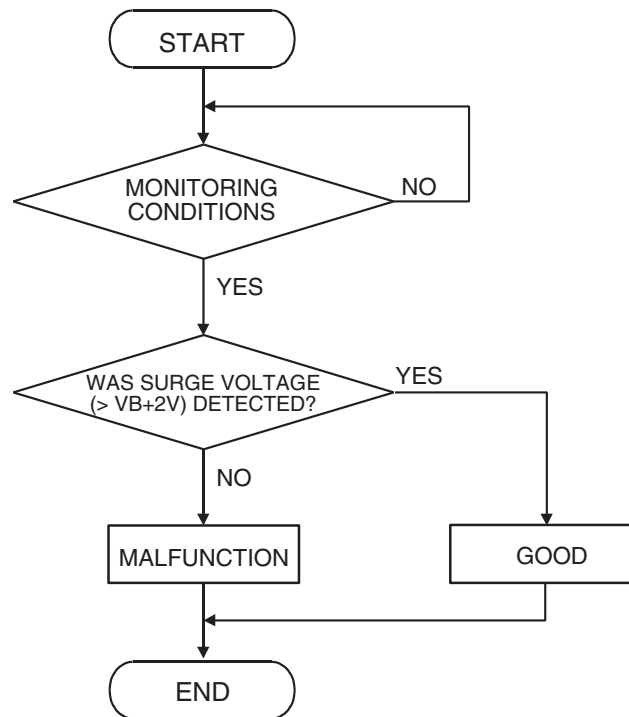 START
MONITORING
CONDITIONS
NO
YES
WAS SURGE VOLTAGE
(> VB+2V) DETECTED?
YES
NO
MALFUNCTION
GOOD
END